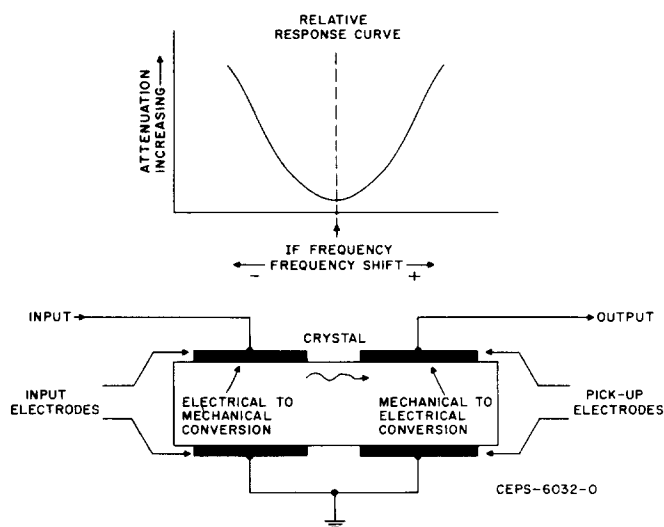 RELATIVE
RESPONSE CURVE
ATTENUATION
INCREASING
IF FREQUENCY
FREQUENCY SHIFT
- +
INPUT
CRYSTAL
OUTPUT
INPUT
ELECTRODES
ELECTRICAL TO
MECHANICAL
CONVERSION
MECHANICAL TO
ELECTRICAL
CONVERSION
PICK-UP
ELECTRODES
CEPS-6032-0